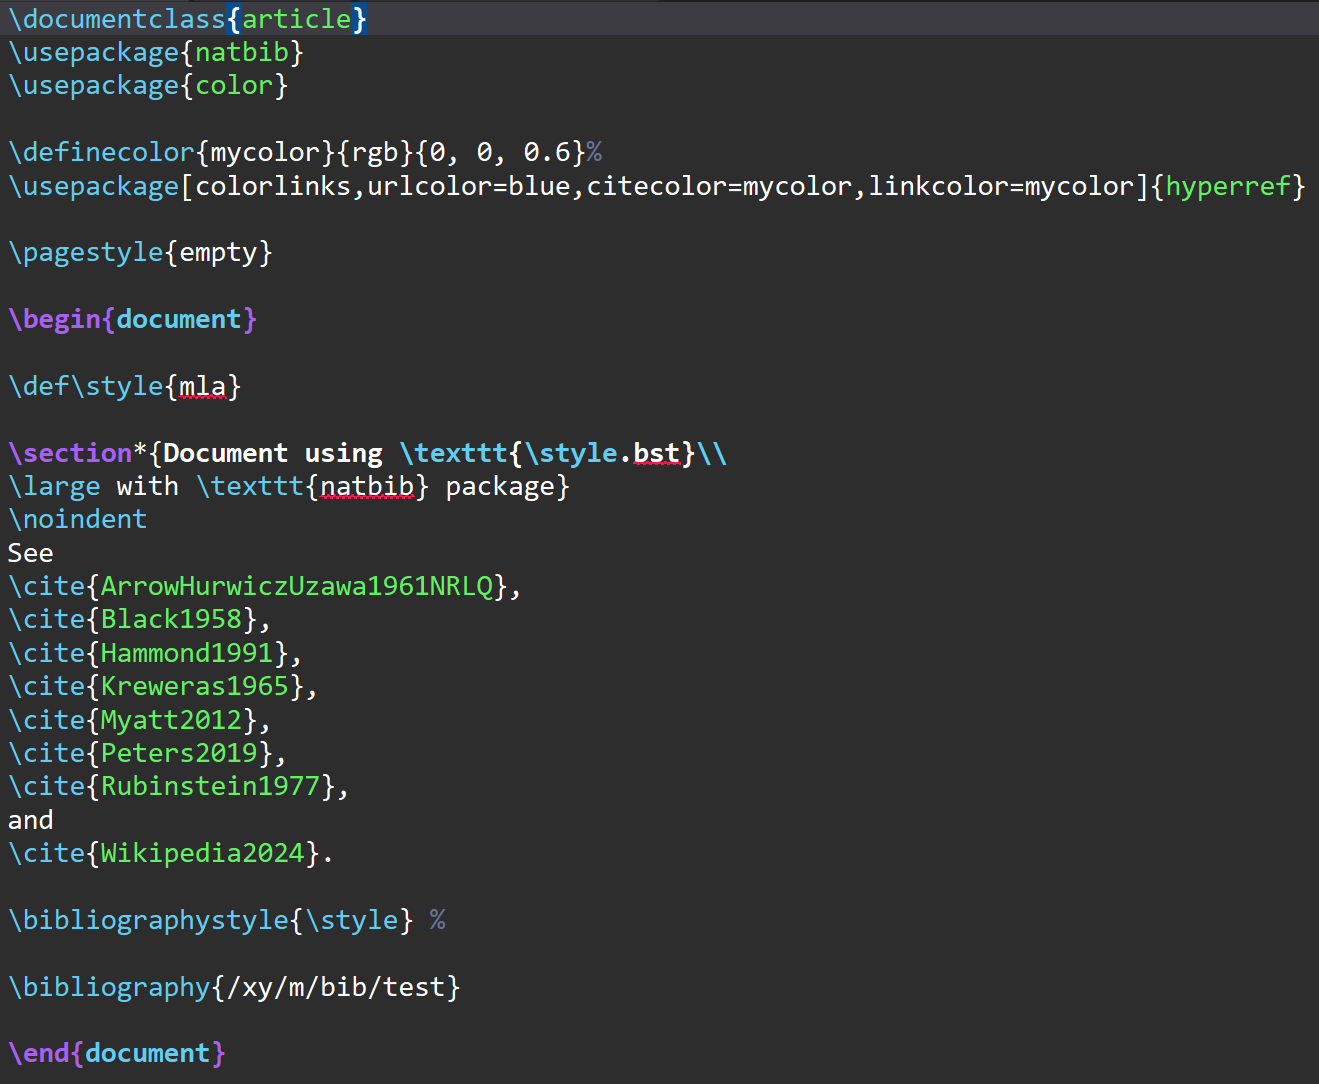 \documentclass{article}
\usepackage{natbib}
\usepackage{color}
\definecolor{mycolor}{rgb}{0, 0, 0.6}%
\usepackage[colorlinks,urlcolor=blue,citecolor=mycolor,linkcolor=mycolor]{hyperref}
\pagestyle{empty}
\begin{document}
\def\style{mla}
\section*{Document using \texttt{\style.bst}\\
\large with \texttt{natbib} package}
\noindent
See
\cite{ArrowHurwiczUzawa1961NRLQ},
\cite{Black1958},
\cite{Hammond1991},
\cite{Kreweras1965},
\cite{Myatt2012},
\cite{Peters2019},
\cite{Rubinstein1977},
and
\cite{Wikipedia2024}.
\bibliographystyle{\style} %
\bibliography{/xy/m/bib/test}
\end{document}